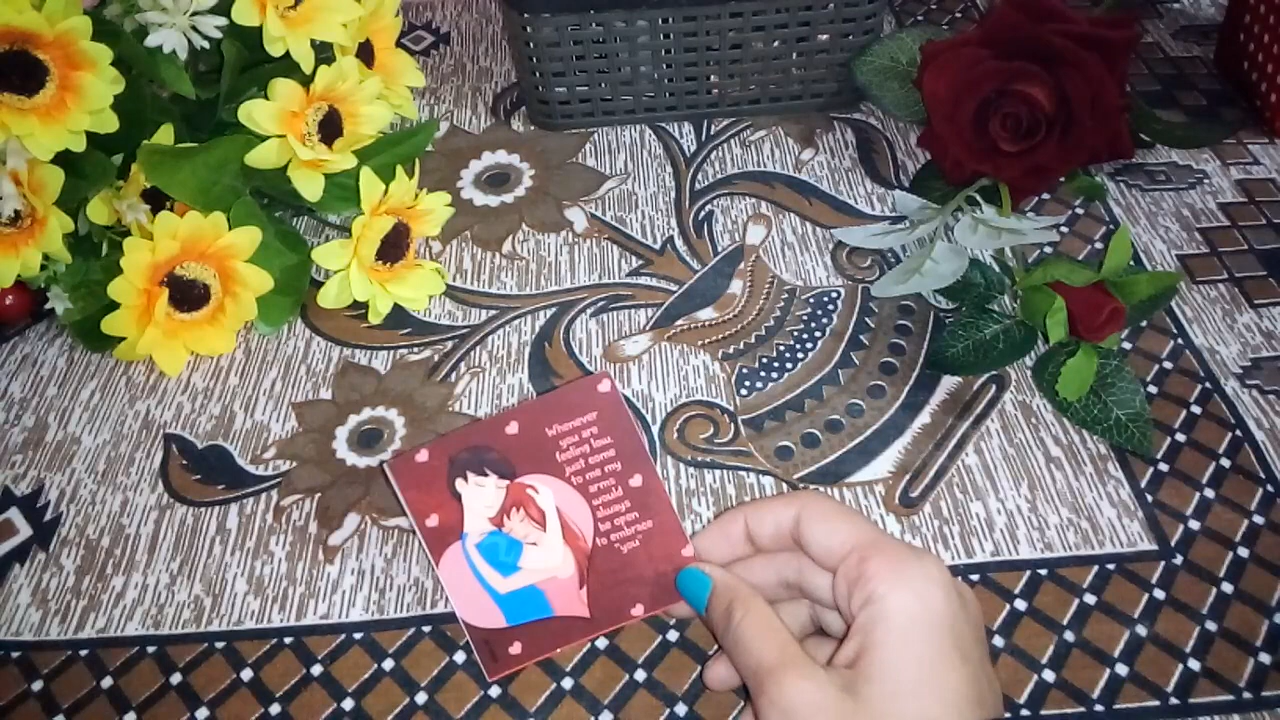 Whenever
you are
feeling low,
just come
to me my
arms
would
always
be open
to embrace
"you"